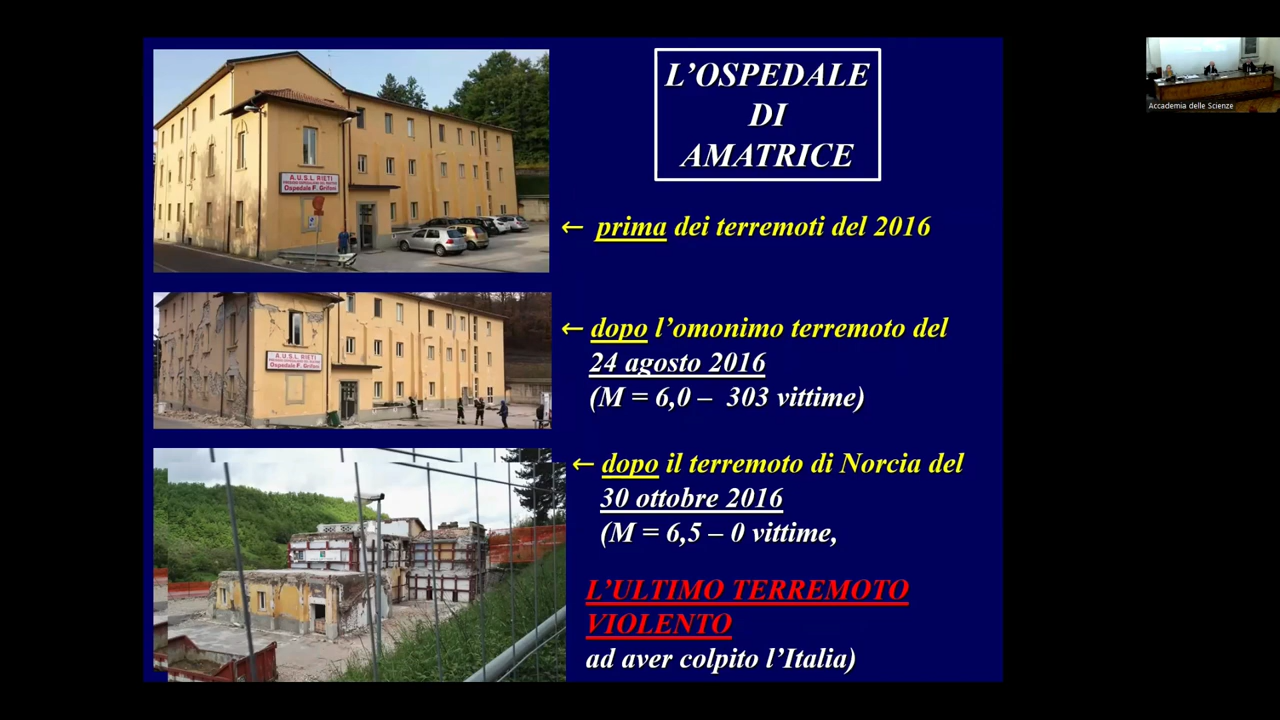 L'OSPEDALE
DI
AMATRICE
← prima dei terremoti del 2016
← dopo l'omonimo terremoto del
24 agosto 2016
(M = 6,0 – 303 vittime)
← dopo il terremoto di Norcia del
30 ottobre 2016
(M = 6,5 – 0 vittime,
L'ULTIMO TERREMOTO
VIOLENTO
ad aver colpito l'Italia)
A.U.S.L. RIETI
Ospedale F. Grifoni
A.U.S.L. RIETI
Ospedale F. Grifoni
Accademia delle Scienze